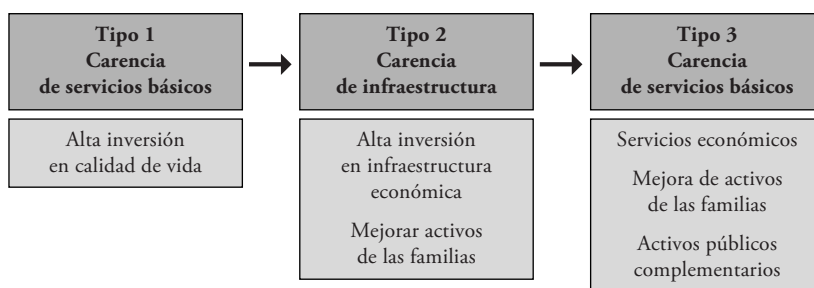 Tipo 1
Carencia
de servicios básicos
Alta inversión
en calidad de vida
Tipo 2
Carencia
de infraestructura
Alta inversión
en infraestructura
económica
Mejorar activos
de las familias
Tipo 3
Carencia
de servicios básicos
Servicios económicos
Mejora de activos
de las familias
Activos públicos
complementarios